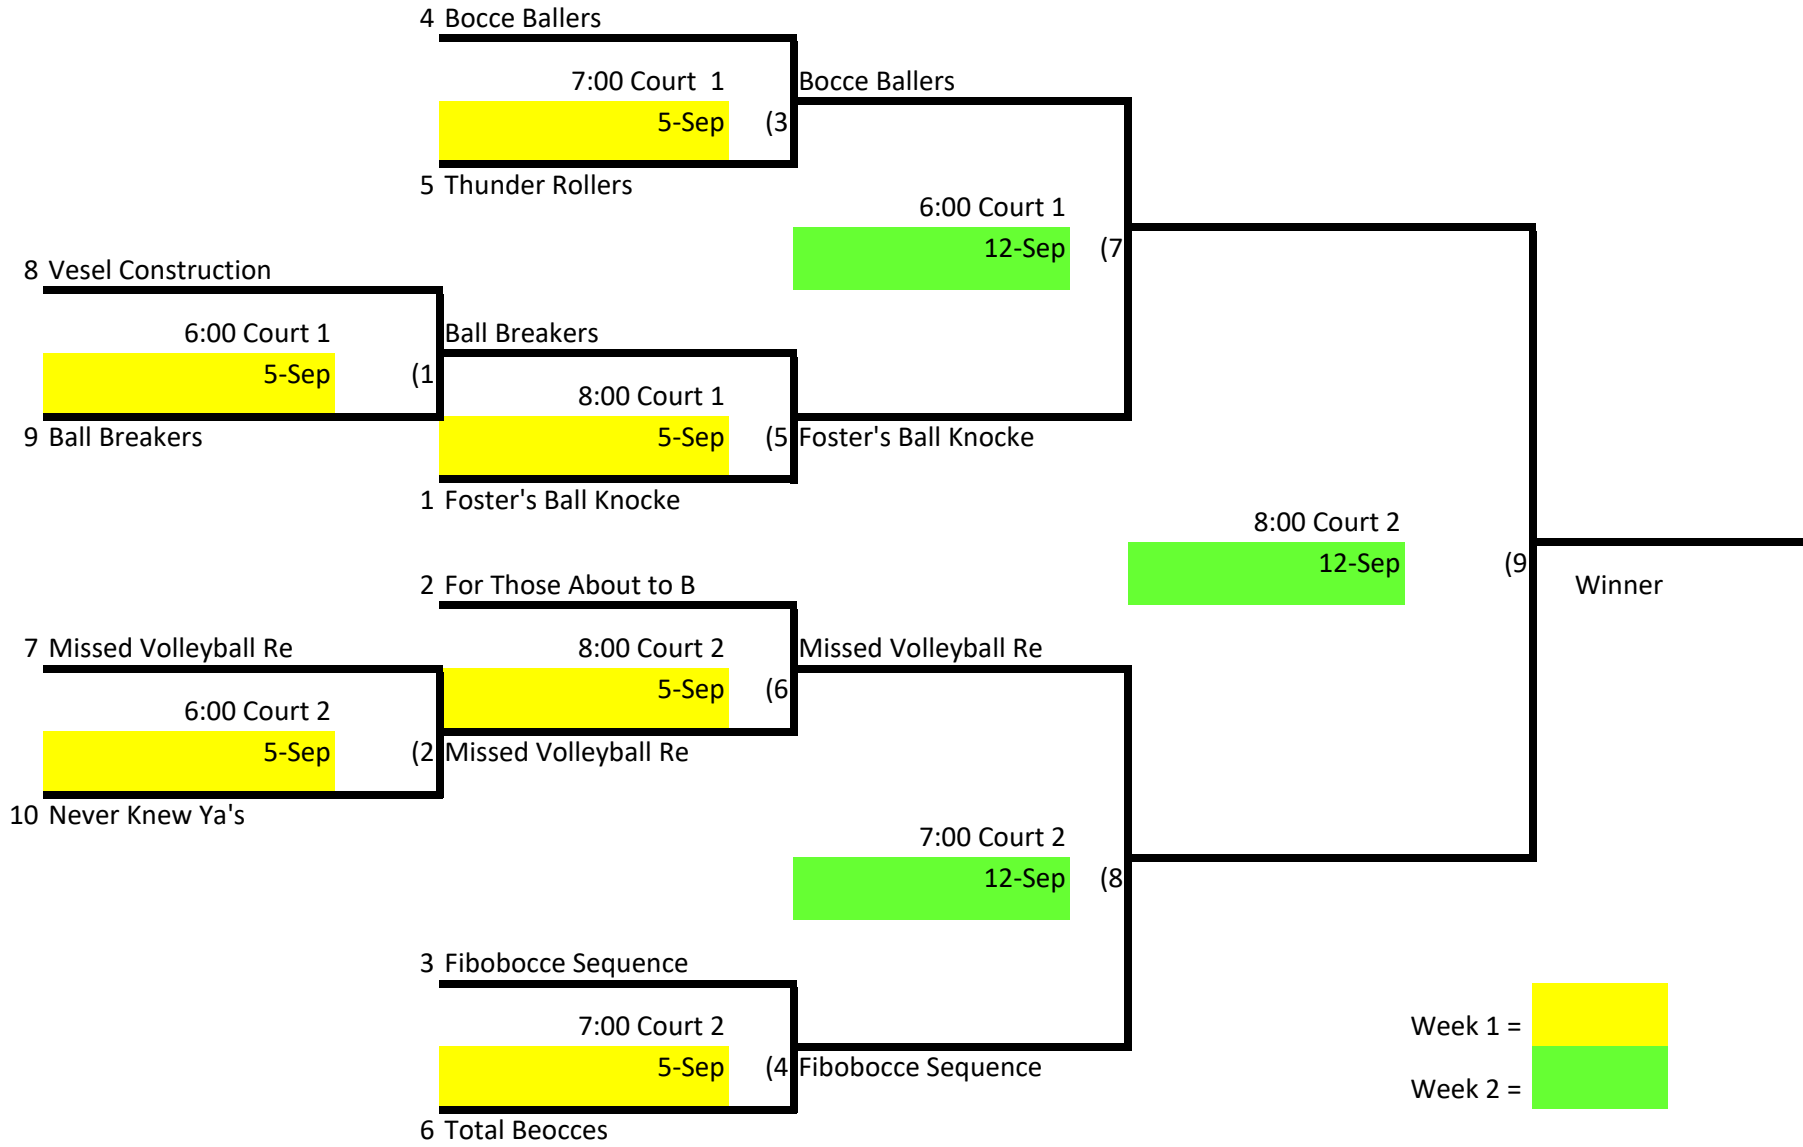 4 Bocce Ballers
7:00 Court 1
Bocce Ballers
5-Sep (3
5 Thunder Rollers
6:00 Court 1
12-Sep (7
8 Vesel Construction
6:00 Court 1
Ball Breakers
5-Sep (1
8:00 Court 1
9 Ball Breakers
5-Sep (5 Foster's Ball Knocke
1 Foster's Ball Knocke
8:00 Court 2
12-Sep (9
Winner
2 For Those About to B
7 Missed Volleyball Re
8:00 Court 2
Missed Volleyball Re
5-Sep (6
6:00 Court 2
5-Sep (2 Missed Volleyball Re
10 Never Knew Ya's
7:00 Court 2
12-Sep (8
3 Fibobocce Sequence
7:00 Court 2
5-Sep (4 Fibobocce Sequence
6 Total Beocces
Week 1 =
Week 2 =